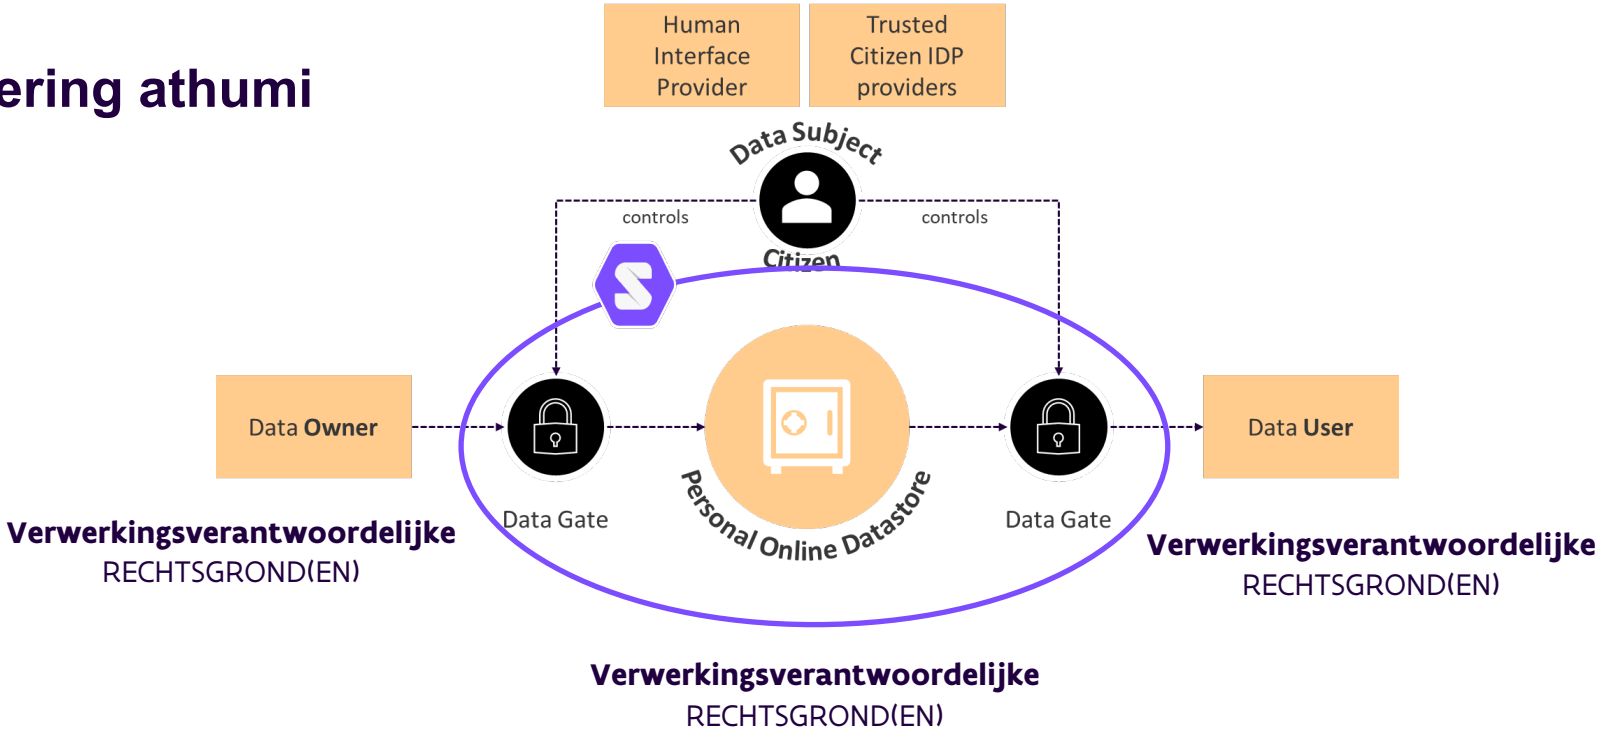 Human
Interface
Provider
Trusted
Citizen IDP
providers
ering athumi
Data Subject
controls
controls
Citizen
Data Owner
Data User
Personal Online Datastore
Data Gate
Data Gate
Verwerkingsverantwoordelijke
RECHTSGROND(EN)
Verwerkingsverantwoordelijke
RECHTSGROND(EN)
Verwerkingsverantwoordelijke
RECHTSGROND(EN)